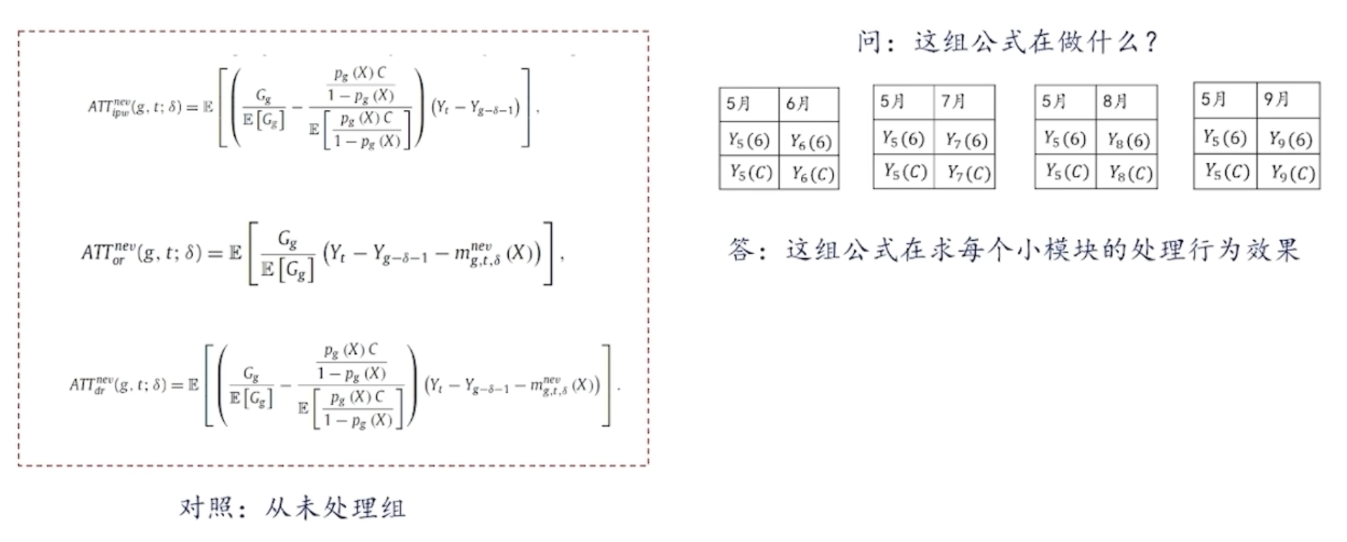 $ATT_{ipw}^{nev}(g, t; \delta) = \mathbb{E}\left[\left(\frac{G_g}{\mathbb{E}[G_g]} - \frac{\frac{p_g(X)C}{1-p_g(X)}}{\mathbb{E}\left[\frac{p_g(X)C}{1-p_g(X)}\right]}\right)(Y_t - Y_{g-\delta-1})\right],$
$ATT_{or}^{nev}(g, t; \delta) = \mathbb{E}\left[\frac{G_g}{\mathbb{E}[G_g]}(Y_t - Y_{g-\delta-1} - m_{g,t,\delta}^{nev}(X))\right],$
$ATT_{dr}^{nev}(g, t; \delta) = \mathbb{E}\left[\left(\frac{G_g}{\mathbb{E}[G_g]} - \frac{\frac{p_g(X)C}{1-p_g(X)}}{\mathbb{E}\left[\frac{p_g(X)C}{1-p_g(X)}\right]}\right)(Y_t - Y_{g-\delta-1} - m_{g,t,\delta}^{nev}(X))\right].$
对照：从未处理组
问：这组公式在做什么？
5月 6月
$Y_5(6)$ $Y_6(6)$
$Y_5(C)$ $Y_6(C)$
5月 7月
$Y_5(6)$ $Y_7(6)$
$Y_5(C)$ $Y_7(C)$
5月 8月
$Y_5(6)$ $Y_8(6)$
$Y_5(C)$ $Y_8(C)$
5月 9月
$Y_5(6)$ $Y_9(6)$
$Y_5(C)$ $Y_9(C)$
答：这组公式在求每个小模块的处理行为效果